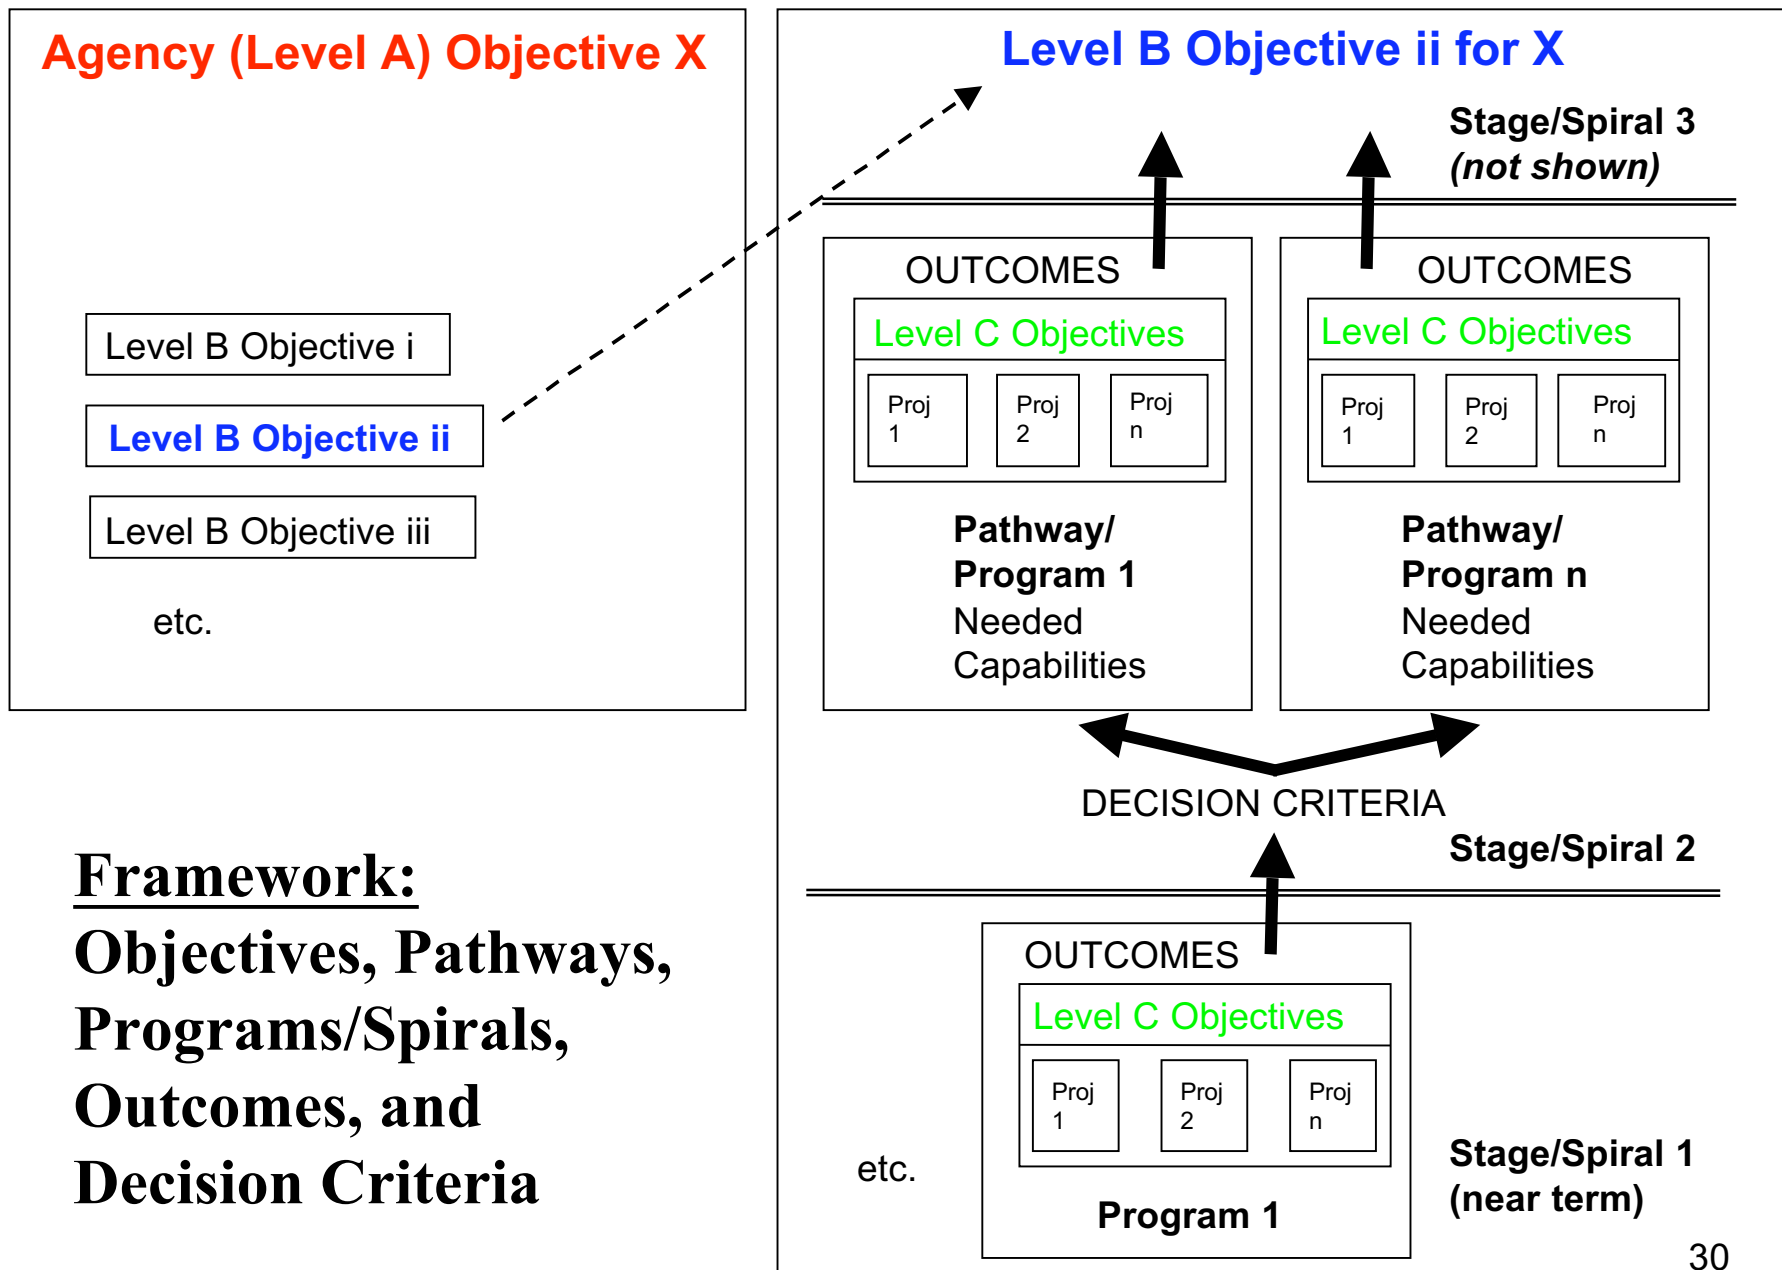 Agency (Level A) Objective X
Level B Objective i
Level B Objective ii
Level B Objective iii
etc.
Framework:
Objectives, Pathways,
Programs/Spirals,
Outcomes, and
Decision Criteria
Level B Objective ii for X
Stage/Spiral 3
(not shown)
OUTCOMES
Level C Objectives
Proj
1
Proj
2
Proj
n
Pathway/
Program 1
Needed
Capabilities
OUTCOMES
Level C Objectives
Proj
1
Proj
2
Proj
n
Pathway/
Program n
Needed
Capabilities
DECISION CRITERIA
Stage/Spiral 2
OUTCOMES
Level C Objectives
Proj
1
Proj
2
Proj
n
Program 1
etc.
Stage/Spiral 1
(near term)
30